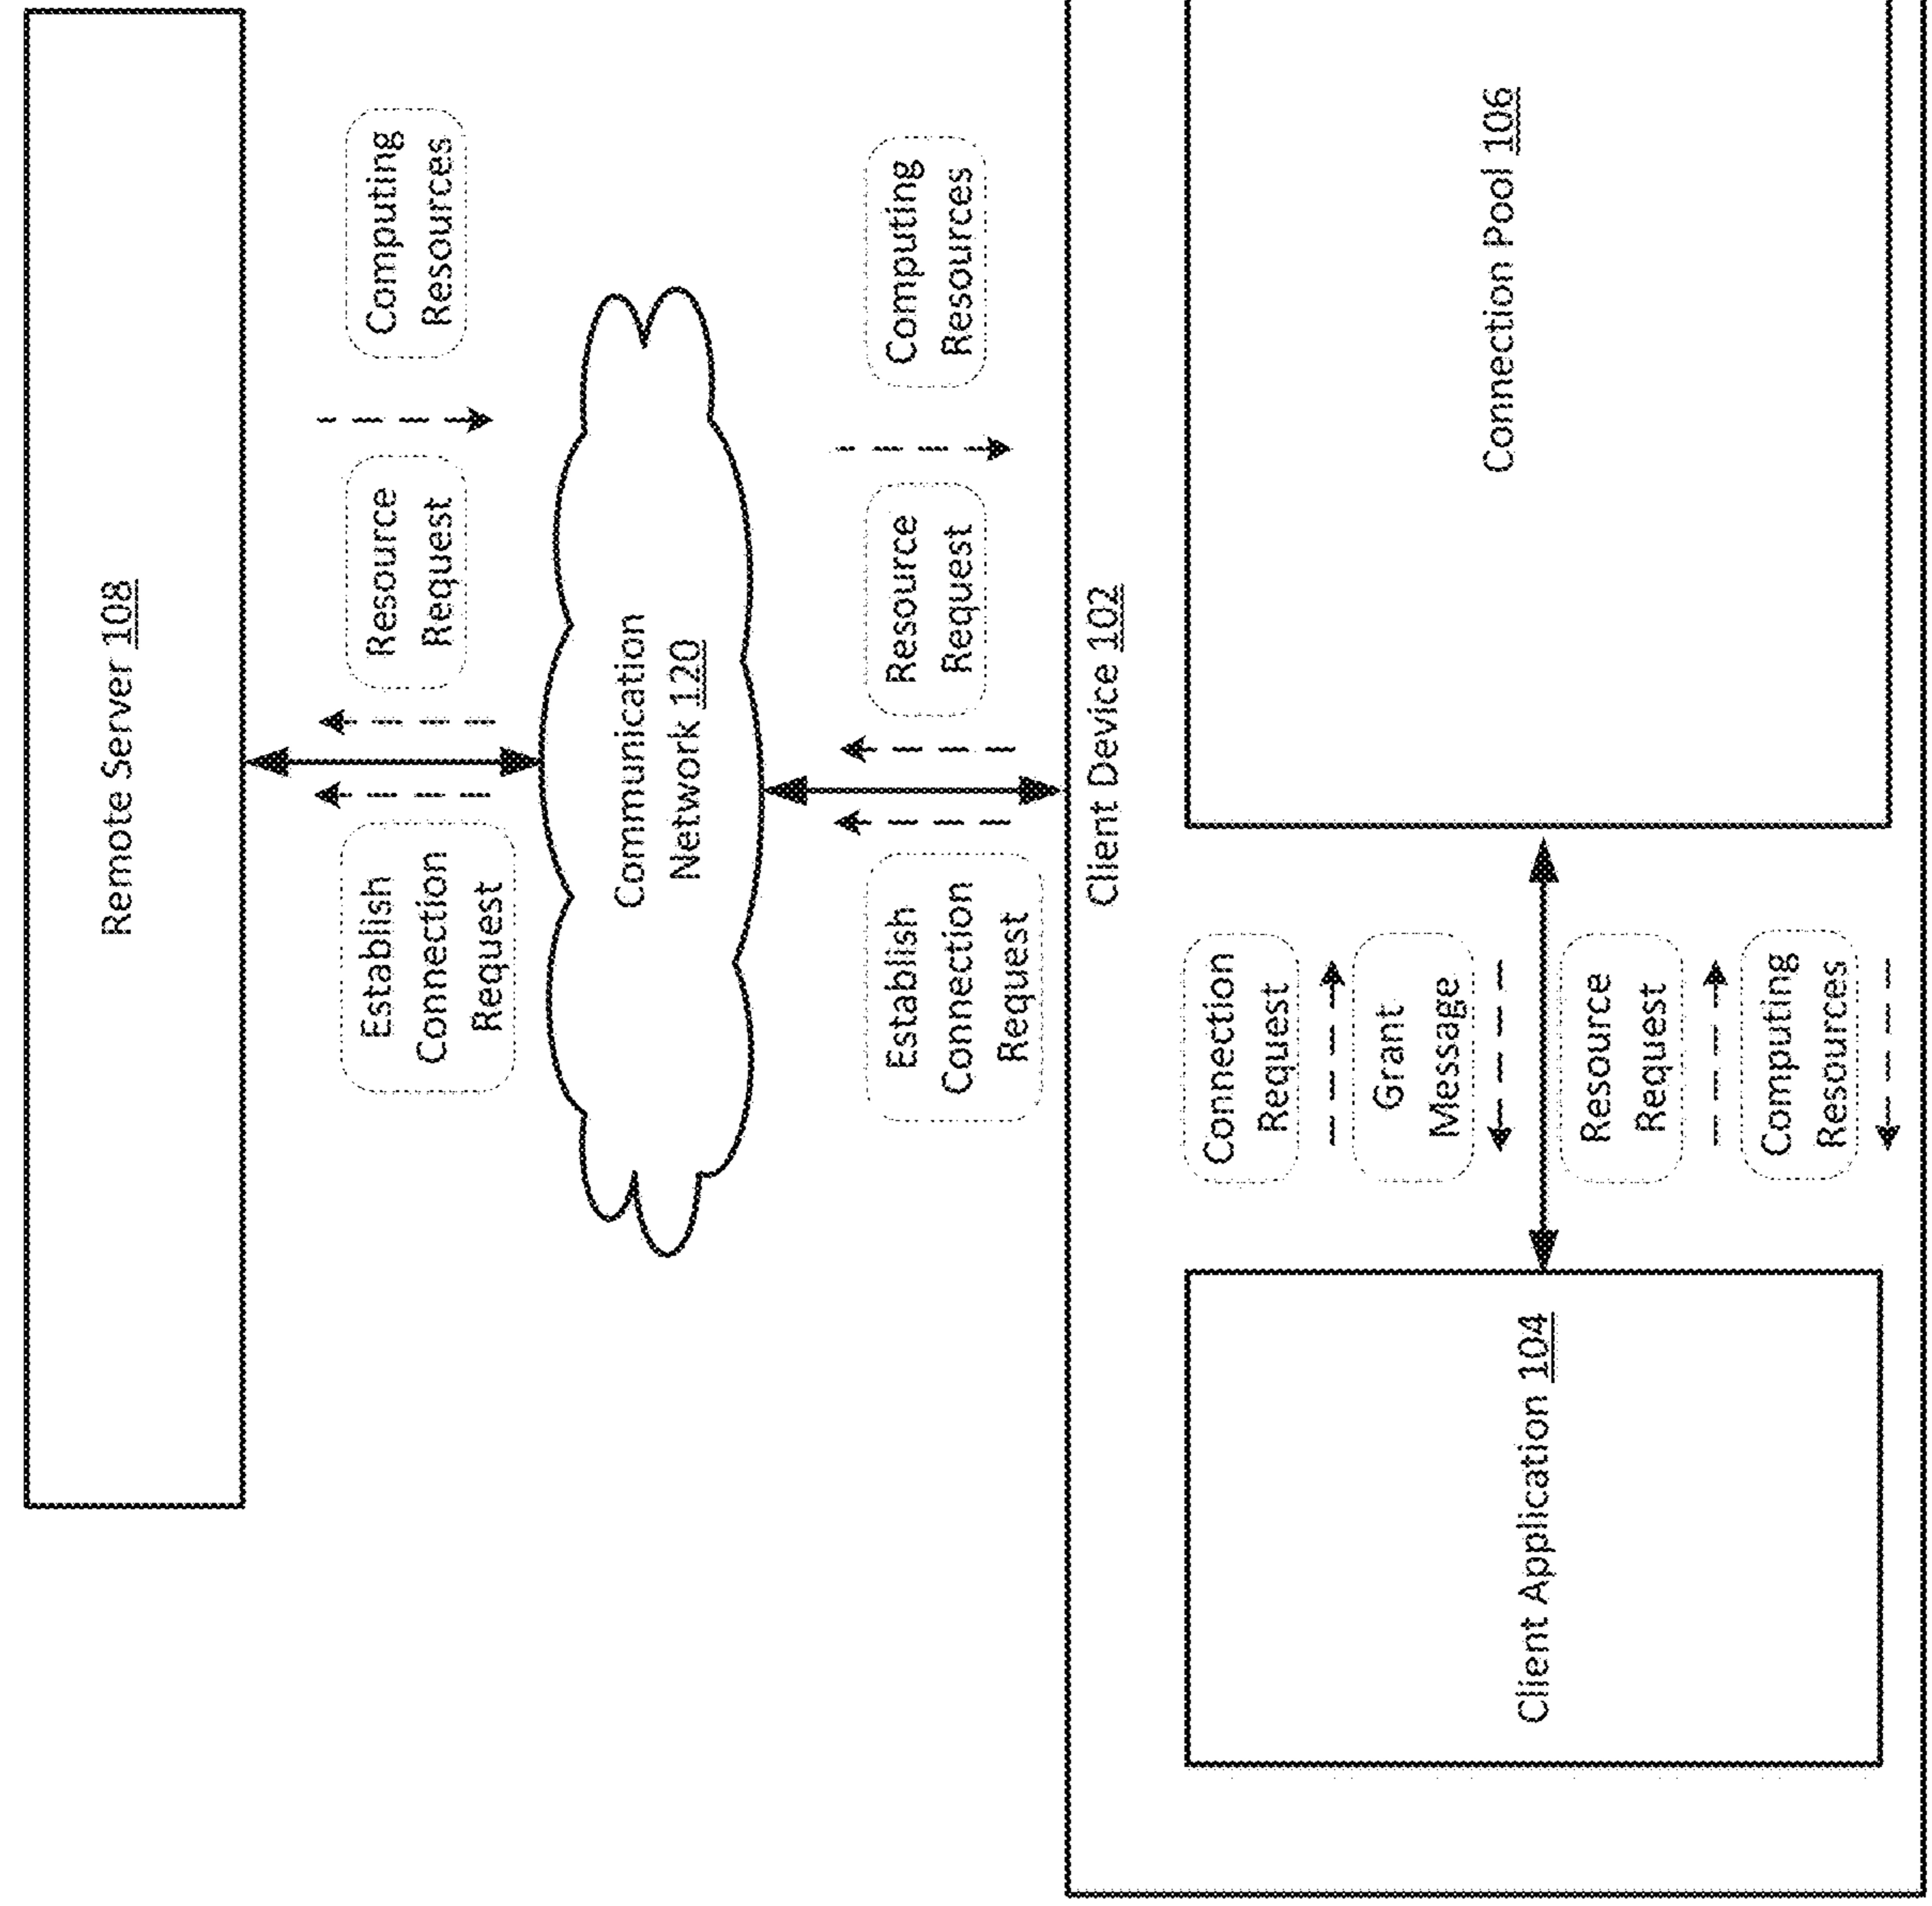 Remote Server 108
Establish
Connection
Request
Resource
Request
Computing
Resources
Communication
Network 120
Establish
Connection
Request
Resource
Request
Computing
Resources
Client Device 102
Client Application 104
Connection
Request
Grant
Message
Resource
Request
Computing
Resources
Connection Pool 106